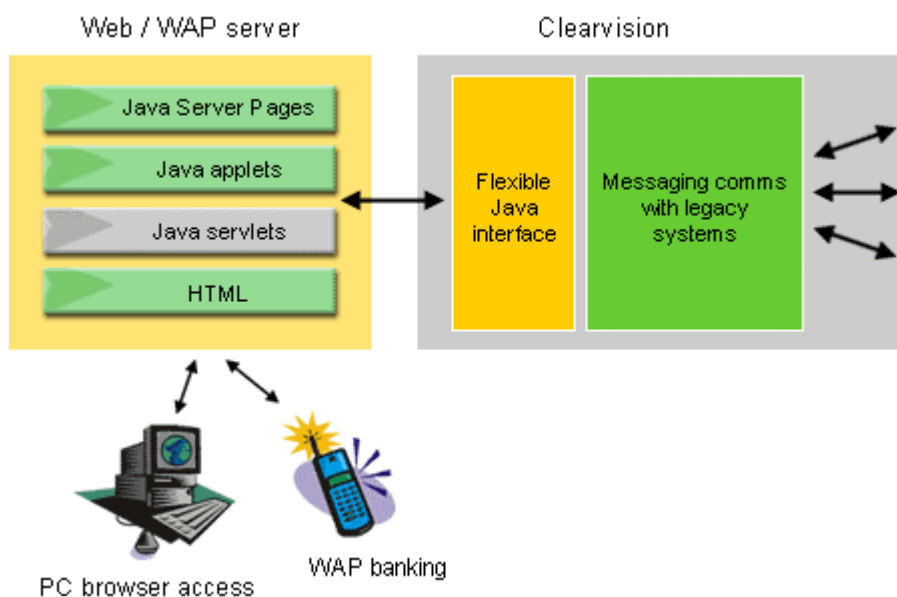 Web / WAP server
Java Server Pages
Java applets
Java servlets
HTML
Clearvision
Flexible
Java
interface
Messaging comms
with legacy
systems
PC browser access
WAP banking